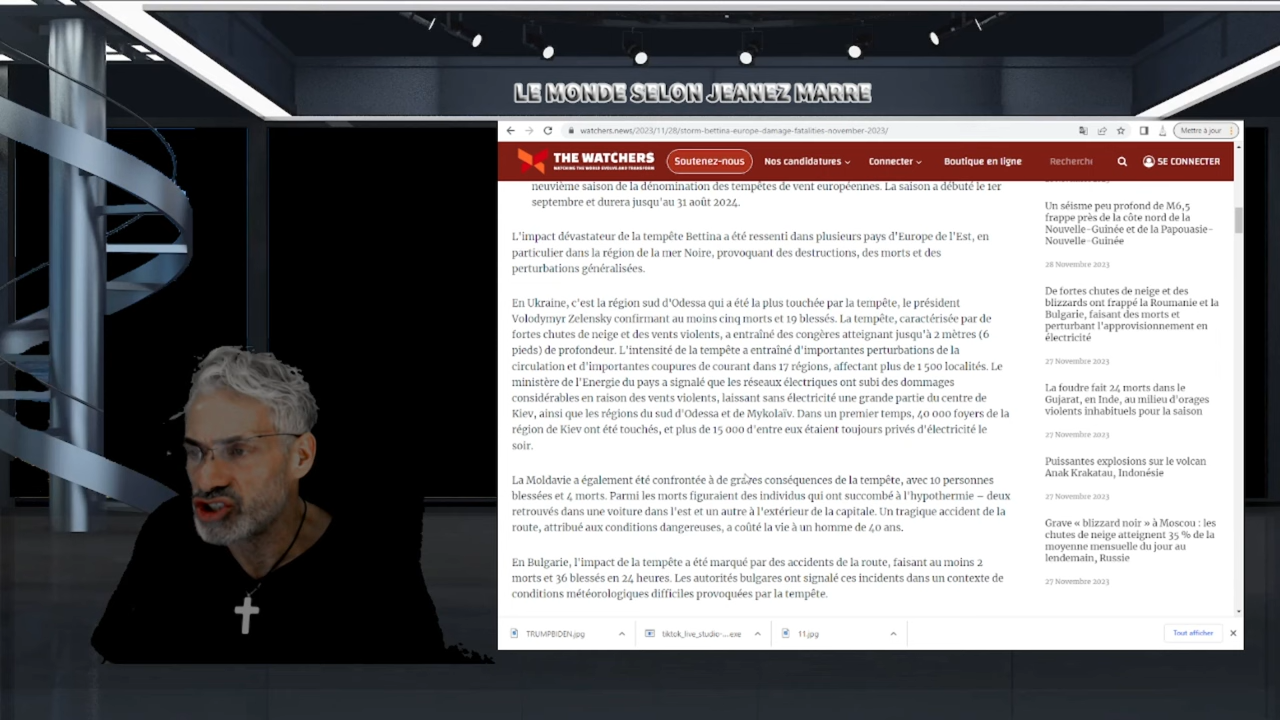 LE MONDE SELON JEANEZ MARRE
watchers.news/2023/11/28/storm-bettina-europe-damage-fatalities-november-2023/
Mettre à jour
THE WATCHERS
WATCHING THE WORLD EVOLVE AND TRANSFORM
Soutenez-nous
Nos candidatures
Connecter
Boutique en ligne
Recherche
SE CONNECTER
neuvième saison de la dénomination des tempêtes de vent européennes. La saison a débuté le 1er
septembre et durera jusqu'au 31 août 2024.
L'impact dévastateur de la tempête Bettina a été ressenti dans plusieurs pays d'Europe de l'Est, en
particulier dans la région de la mer Noire, provoquant des destructions, des morts et des
perturbations généralisées.
En Ukraine, c'est la région sud d'Odessa qui a été la plus touchée par la tempête, le président
Volodymyr Zelensky confirmant au moins cinq morts et 19 blessés. La tempête, caractérisée par de
fortes chutes de neige et des vents violents, a entraîné des congères atteignant jusqu'à 2 mètres (6
pieds) de profondeur. L'intensité de la tempête a entraîné d'importantes perturbations de la
circulation et d'importantes coupures de courant dans 17 régions, affectant plus de 1 500 localités. Le
ministère de l'Energie du pays a signalé que les réseaux électriques ont subi des dommages
considérables en raison des vents violents, laissant sans électricité une grande partie du centre de
Kiev, ainsi que les régions du sud d'Odessa et de Mykolaïv. Dans un premier temps, 40 000 foyers de la
région de Kiev ont été touchés, et plus de 15 000 d'entre eux étaient toujours privés d'électricité le
soir.
La Moldavie a également été confrontée à de graves conséquences de la tempête, avec 10 personnes
blessées et 4 morts. Parmi les morts figuraient des individus qui ont succombé à l'hypothermie – deux
retrouvés dans une voiture dans l'est et un autre à l'extérieur de la capitale. Un tragique accident de la
route, attribué aux conditions dangereuses, a coûté la vie à un homme de 40 ans.
En Bulgarie, l'impact de la tempête a été marqué par des accidents de la route, faisant au moins 2
morts et 36 blessés en 24 heures. Les autorités bulgares ont signalé ces incidents dans un contexte de
conditions météorologiques difficiles provoquées par la tempête.
Un séisme peu profond de M6,5
frappe près de la côte nord de la
Nouvelle-Guinée et de la Papouasie-
Nouvelle-Guinée
28 Novembre 2023
De fortes chutes de neige et des
blizzards ont frappé la Roumanie et la
Bulgarie, faisant des morts et
perturbant l'approvisionnement en
électricité
27 Novembre 2023
La foudre fait 24 morts dans le
Gujarat, en Inde, au milieu d'orages
violents inhabituels pour la saison
27 Novembre 2023
Puissantes explosions sur le volcan
Anak Krakatau, Indonésie
27 Novembre 2023
Grave « blizzard noir » à Moscou : les
chutes de neige atteignent 35 % de la
moyenne mensuelle du jour au
lendemain, Russie
27 Novembre 2023
TRUMPBIDEN.jpg
tiktok_live_studio-....exe
11.jpg
Tout afficher